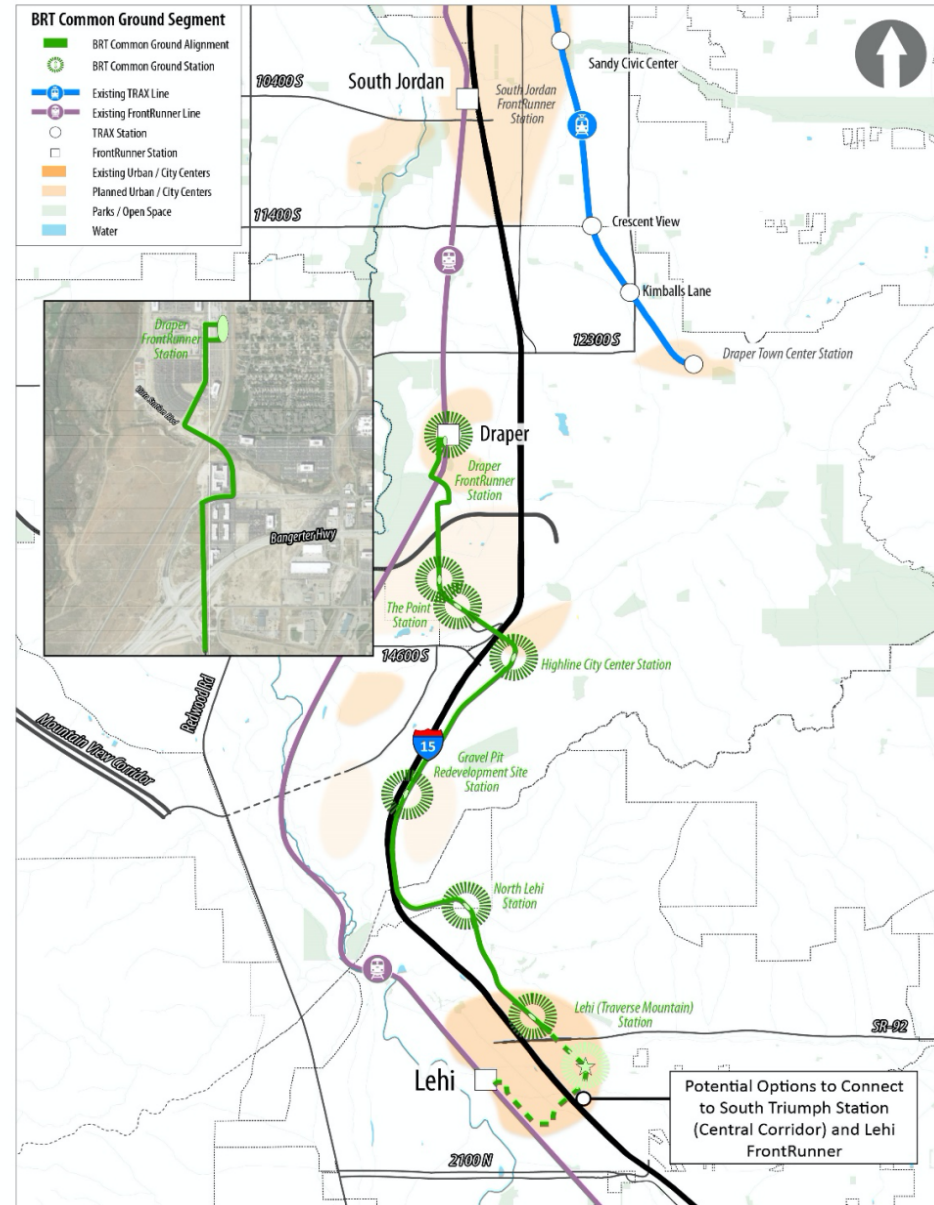 BRT Common Ground Segment
BRT Common Ground Alignment
BRT Common Ground Station
Existing TRAX Line
Existing FrontRunner Line
TRAX Station
FrontRunner Station
Existing Urban / City Centers
Planned Urban / City Centers
Parks / Open Space
Water
Sandy Civic Center
10400 S
South Jordan
South Jordan
FrontRunner
Station
11400 S
Crescent View
Kimballs Lane
12300 S
Draper Town Center Station
Draper
FrontRunner
Station
Bangerter Hwy
Draper
Draper
FrontRunner
Station
The Point
Station
14600 S
Highline City Center Station
Redwood Rd
Mountain View Corridor
15
Gravel Pit
Redevelopment Site
Station
North Lehi
Station
Lehi (Traverse Mountain)
Station
SR-92
Lehi
Potential Options to Connect
to South Triumph Station
(Central Corridor) and Lehi
FrontRunner
2100 N